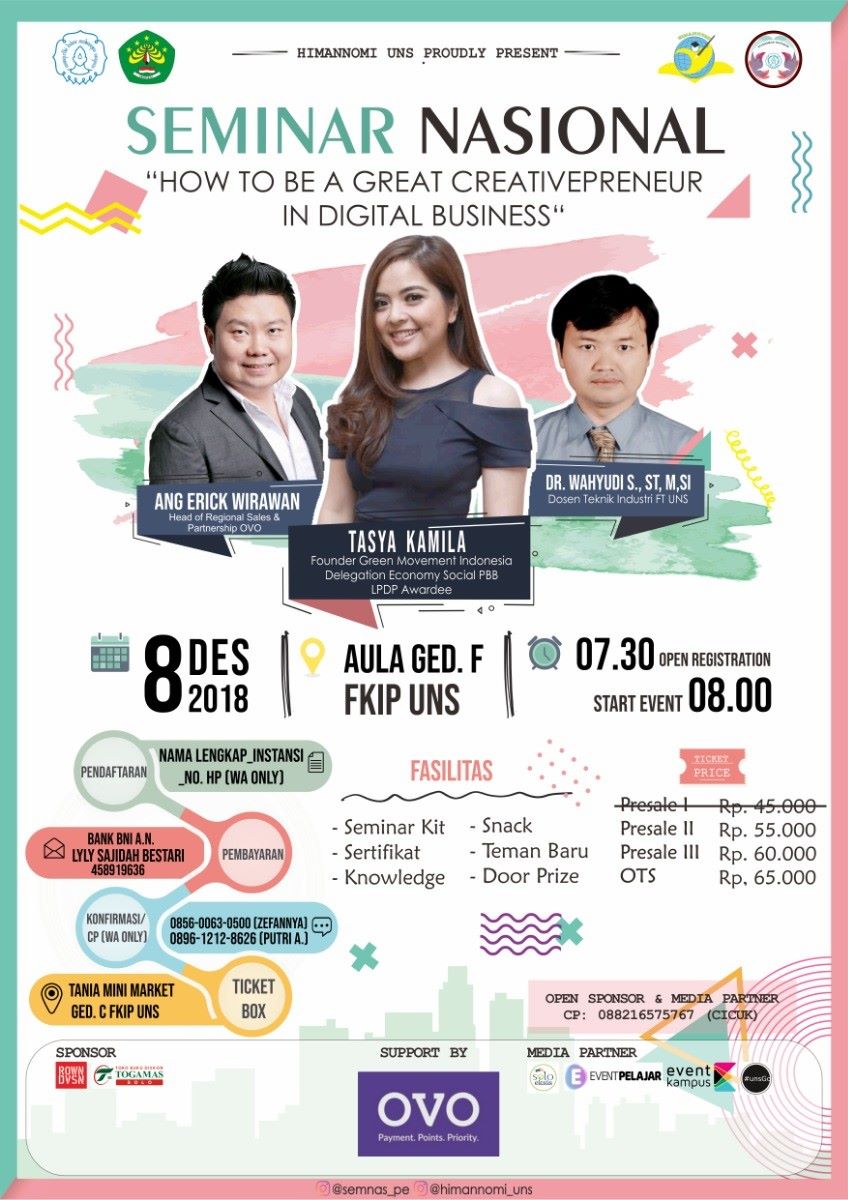 HIMANNOMI UNS PROUDLY PRESENT
SEMINAR NASIONAL
“HOW TO BE A GREAT CREATIVEPRENEUR
IN DIGITAL BUSINESS“
ANG ERICK WIRAWAN
Head of Regional Sales &
Partnership OVO
TASYA KAMILA
Founder Green Movement Indonesia
Delegation Economy Social PBB
LPDP Awardee
DR. WAHYUDI S., ST, M,SI
Dosen Teknik Industri FT UNS
8 DES
2018
AULA GED. F
FKIP UNS
07.30 OPEN REGISTRATION
START EVENT 08.00
PENDAFTARAN
NAMA LENGKAP_INSTANSI
_NO. HP (WA ONLY)
BANK BNI A.N.
LYLY SAJIDAH BESTARI
458919636
PEMBAYARAN
KONFIRMASI/
CP (WA ONLY)
0856-0063-0500 (ZEFANNYA)
0896-1212-8626 (PUTRI A.)
TANIA MINI MARKET
GED. C FKIP UNS
TICKET
BOX
FASILITAS
- Seminar Kit
- Sertifikat
- Knowledge
- Snack
- Teman Baru
- Door Prize
TICKET
PRICE
Presale I Rp. 45.000
Presale II Rp. 55.000
Presale III Rp. 60.000
OTS Rp. 65.000
OPEN SPONSOR & MEDIA PARTNER
CP: 088216575767 (CICUK)
SPONSOR
ROWN
DVSN
TOGAMAS
SOLO
SUPPORT BY
OVO
Payment. Points. Priority.
MEDIA PARTNER
EVENTPELAJAR
event
kampus
#unsGo
@semnas_pe @himannomi_uns